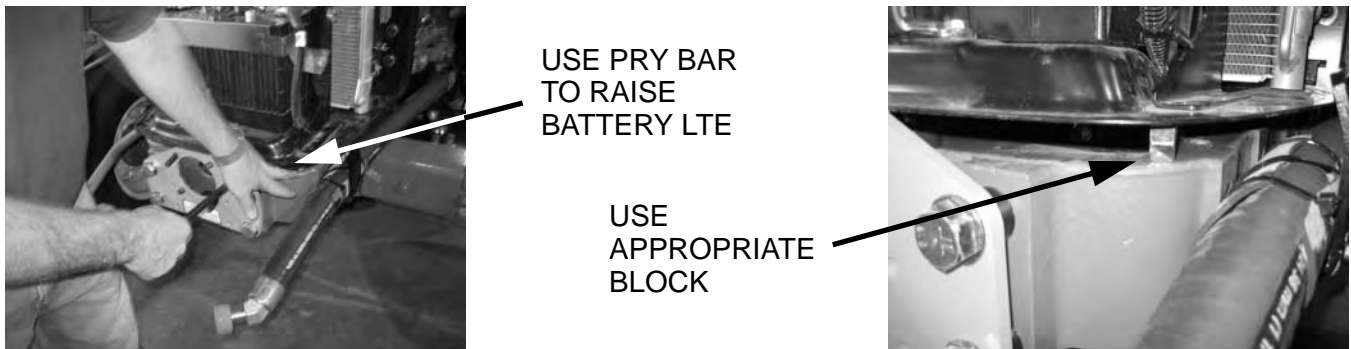 USE PRY BAR
TO RAISE
BATTERY LTE
USE
APPROPRIATE
BLOCK